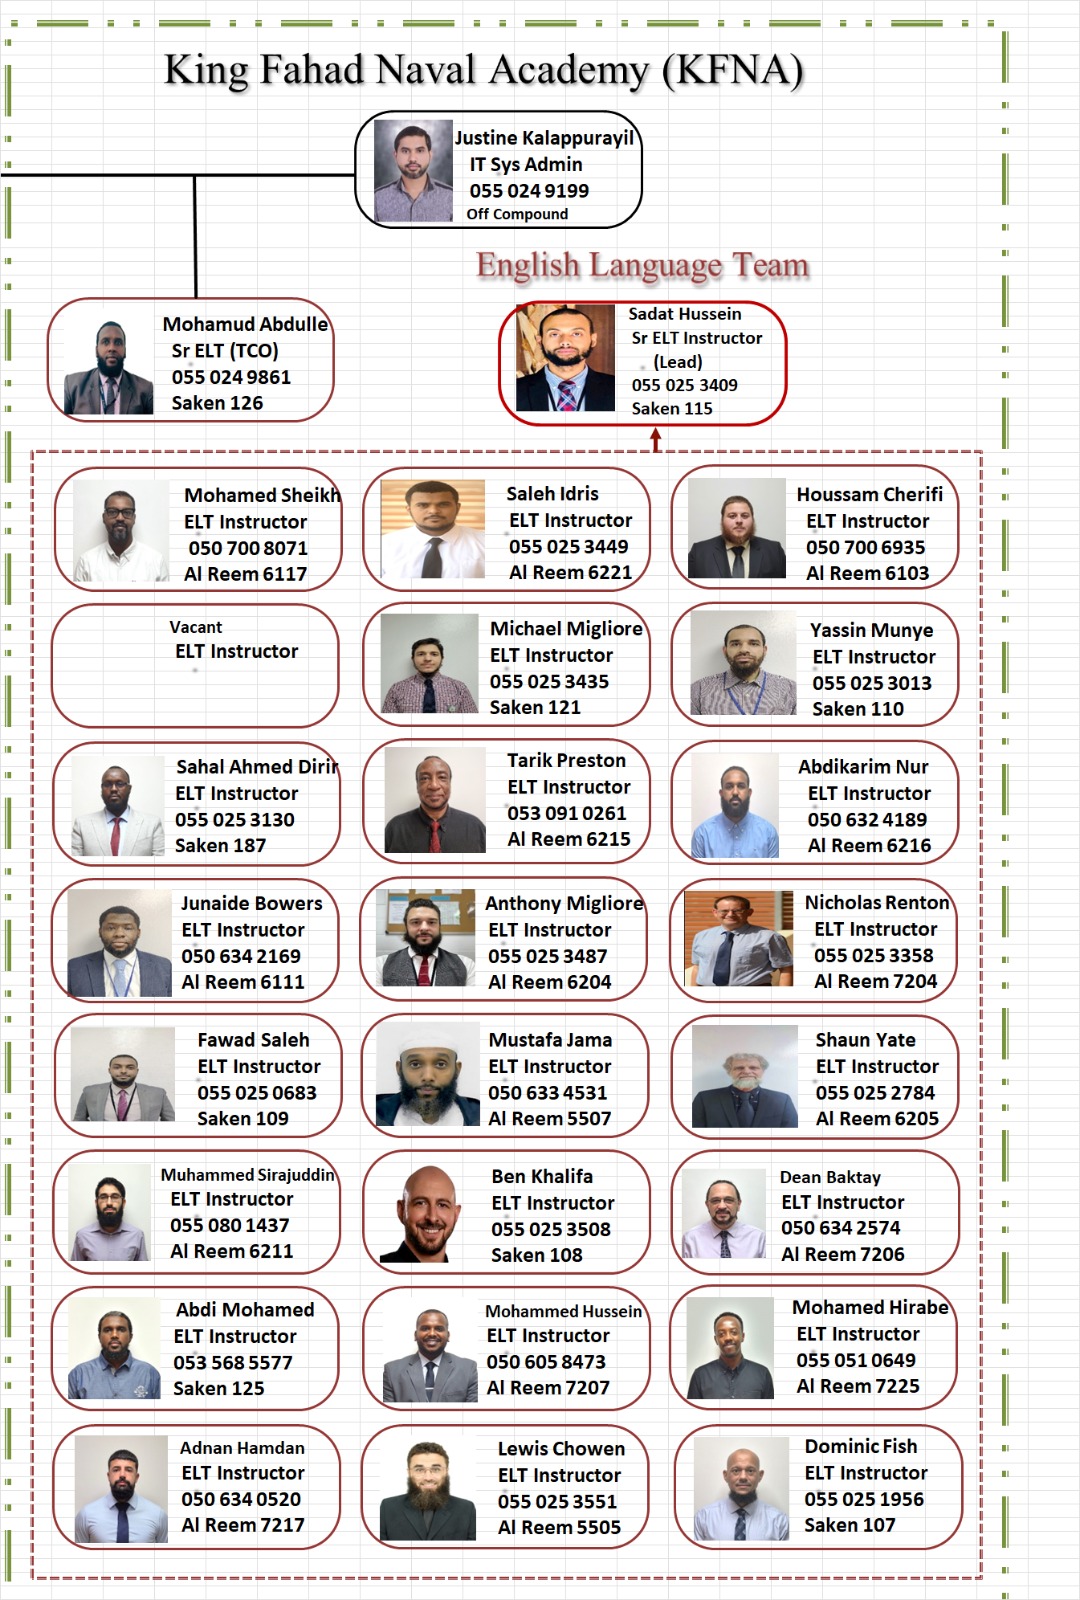 King Fahad Naval Academy (KFNA)
Justine Kalappurayil
IT Sys Admin
055 024 9199
Off Compound
English Language Team
Mohamud Abdulle
Sr ELT (TCO)
055 024 9861
Saken 126
Sadat Hussein
Sr ELT Instructor
(Lead)
055 025 3409
Saken 115
Mohamed Sheikh
ELT Instructor
050 700 8071
Al Reem 6117
Saleh Idris
ELT Instructor
055 025 3449
Al Reem 6221
Houssam Cherifi
ELT Instructor
050 700 6935
Al Reem 6103
Vacant
ELT Instructor
Michael Migliore
ELT Instructor
055 025 3435
Saken 121
Yassin Munye
ELT Instructor
055 025 3013
Saken 110
Sahal Ahmed Dirir
ELT Instructor
055 025 3130
Saken 187
Tarik Preston
ELT Instructor
053 091 0261
Al Reem 6215
Abdikarim Nur
ELT Instructor
050 632 4189
Al Reem 6216
Junaide Bowers
ELT Instructor
050 634 2169
Al Reem 6111
Anthony Migliore
ELT Instructor
055 025 3487
Al Reem 6204
Nicholas Renton
ELT Instructor
055 025 3358
Al Reem 7204
Fawad Saleh
ELT Instructor
055 025 0683
Saken 109
Mustafa Jama
ELT Instructor
050 633 4531
Al Reem 5507
Shaun Yate
ELT Instructor
055 025 2784
Al Reem 6205
Muhammed Sirajuddin
ELT Instructor
055 080 1437
Al Reem 6211
Ben Khalifa
ELT Instructor
055 025 3508
Saken 108
Dean Baktay
ELT Instructor
050 634 2574
Al Reem 7206
Abdi Mohamed
ELT Instructor
053 568 5577
Saken 125
Mohammed Hussein
ELT Instructor
050 605 8473
Al Reem 7207
Mohamed Hirabe
ELT Instructor
055 051 0649
Al Reem 7225
Adnan Hamdan
ELT Instructor
050 634 0520
Al Reem 7217
Lewis Chowen
ELT Instructor
055 025 3551
Al Reem 5505
Dominic Fish
ELT Instructor
055 025 1956
Saken 107